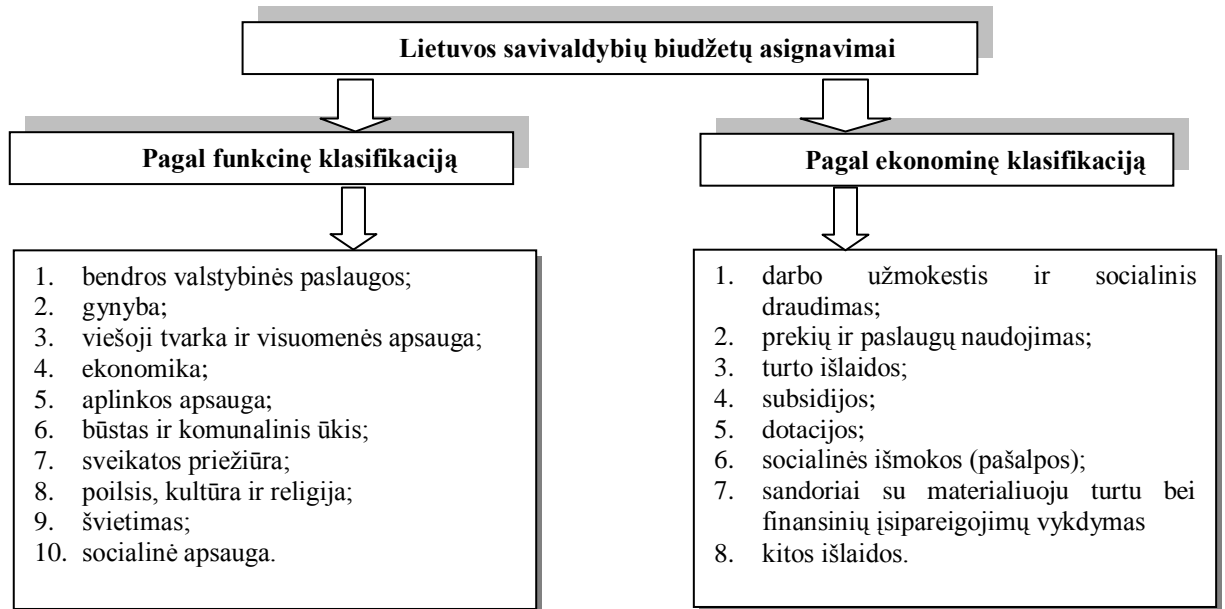 Lietuvos savivaldybių biudžetų asignavimai
Pagal funkcinę klasifikaciją
Pagal ekonominę klasifikaciją
1. bendros valstybinės paslaugos;
2. gynyba;
3. viešoji tvarka ir visuomenės apsauga;
4. ekonomika;
5. aplinkos apsauga;
6. būstas ir komunalinis ūkis;
7. sveikatos priežiūra;
8. poilsis, kultūra ir religija;
9. švietimas;
10. socialinė apsauga.
1. darbo užmokestis ir socialinis
draudimas;
2. prekių ir paslaugų naudojimas;
3. turto išlaidos;
4. subsidijos;
5. dotacijos;
6. socialinės išmokos (pašalpos);
7. sandoriai su materialiuoju turtu bei
finansinių įsipareigojimų vykdymas
8. kitos išlaidos.